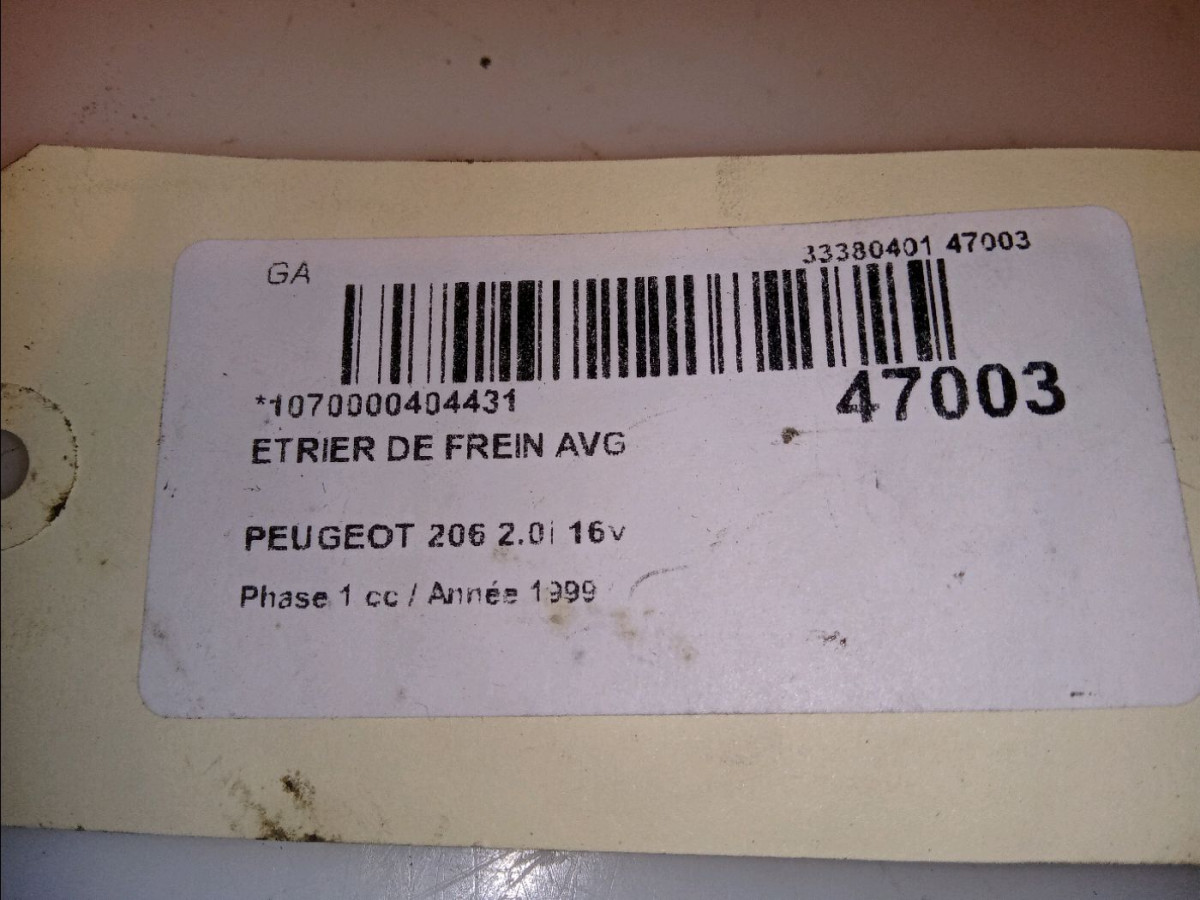 GA
33380401 47003
*1070000404431
47003
ETRIER DE FREIN AVG
PEUGEOT 206 2.0i 16v
Phase 1 cc / Année 1999